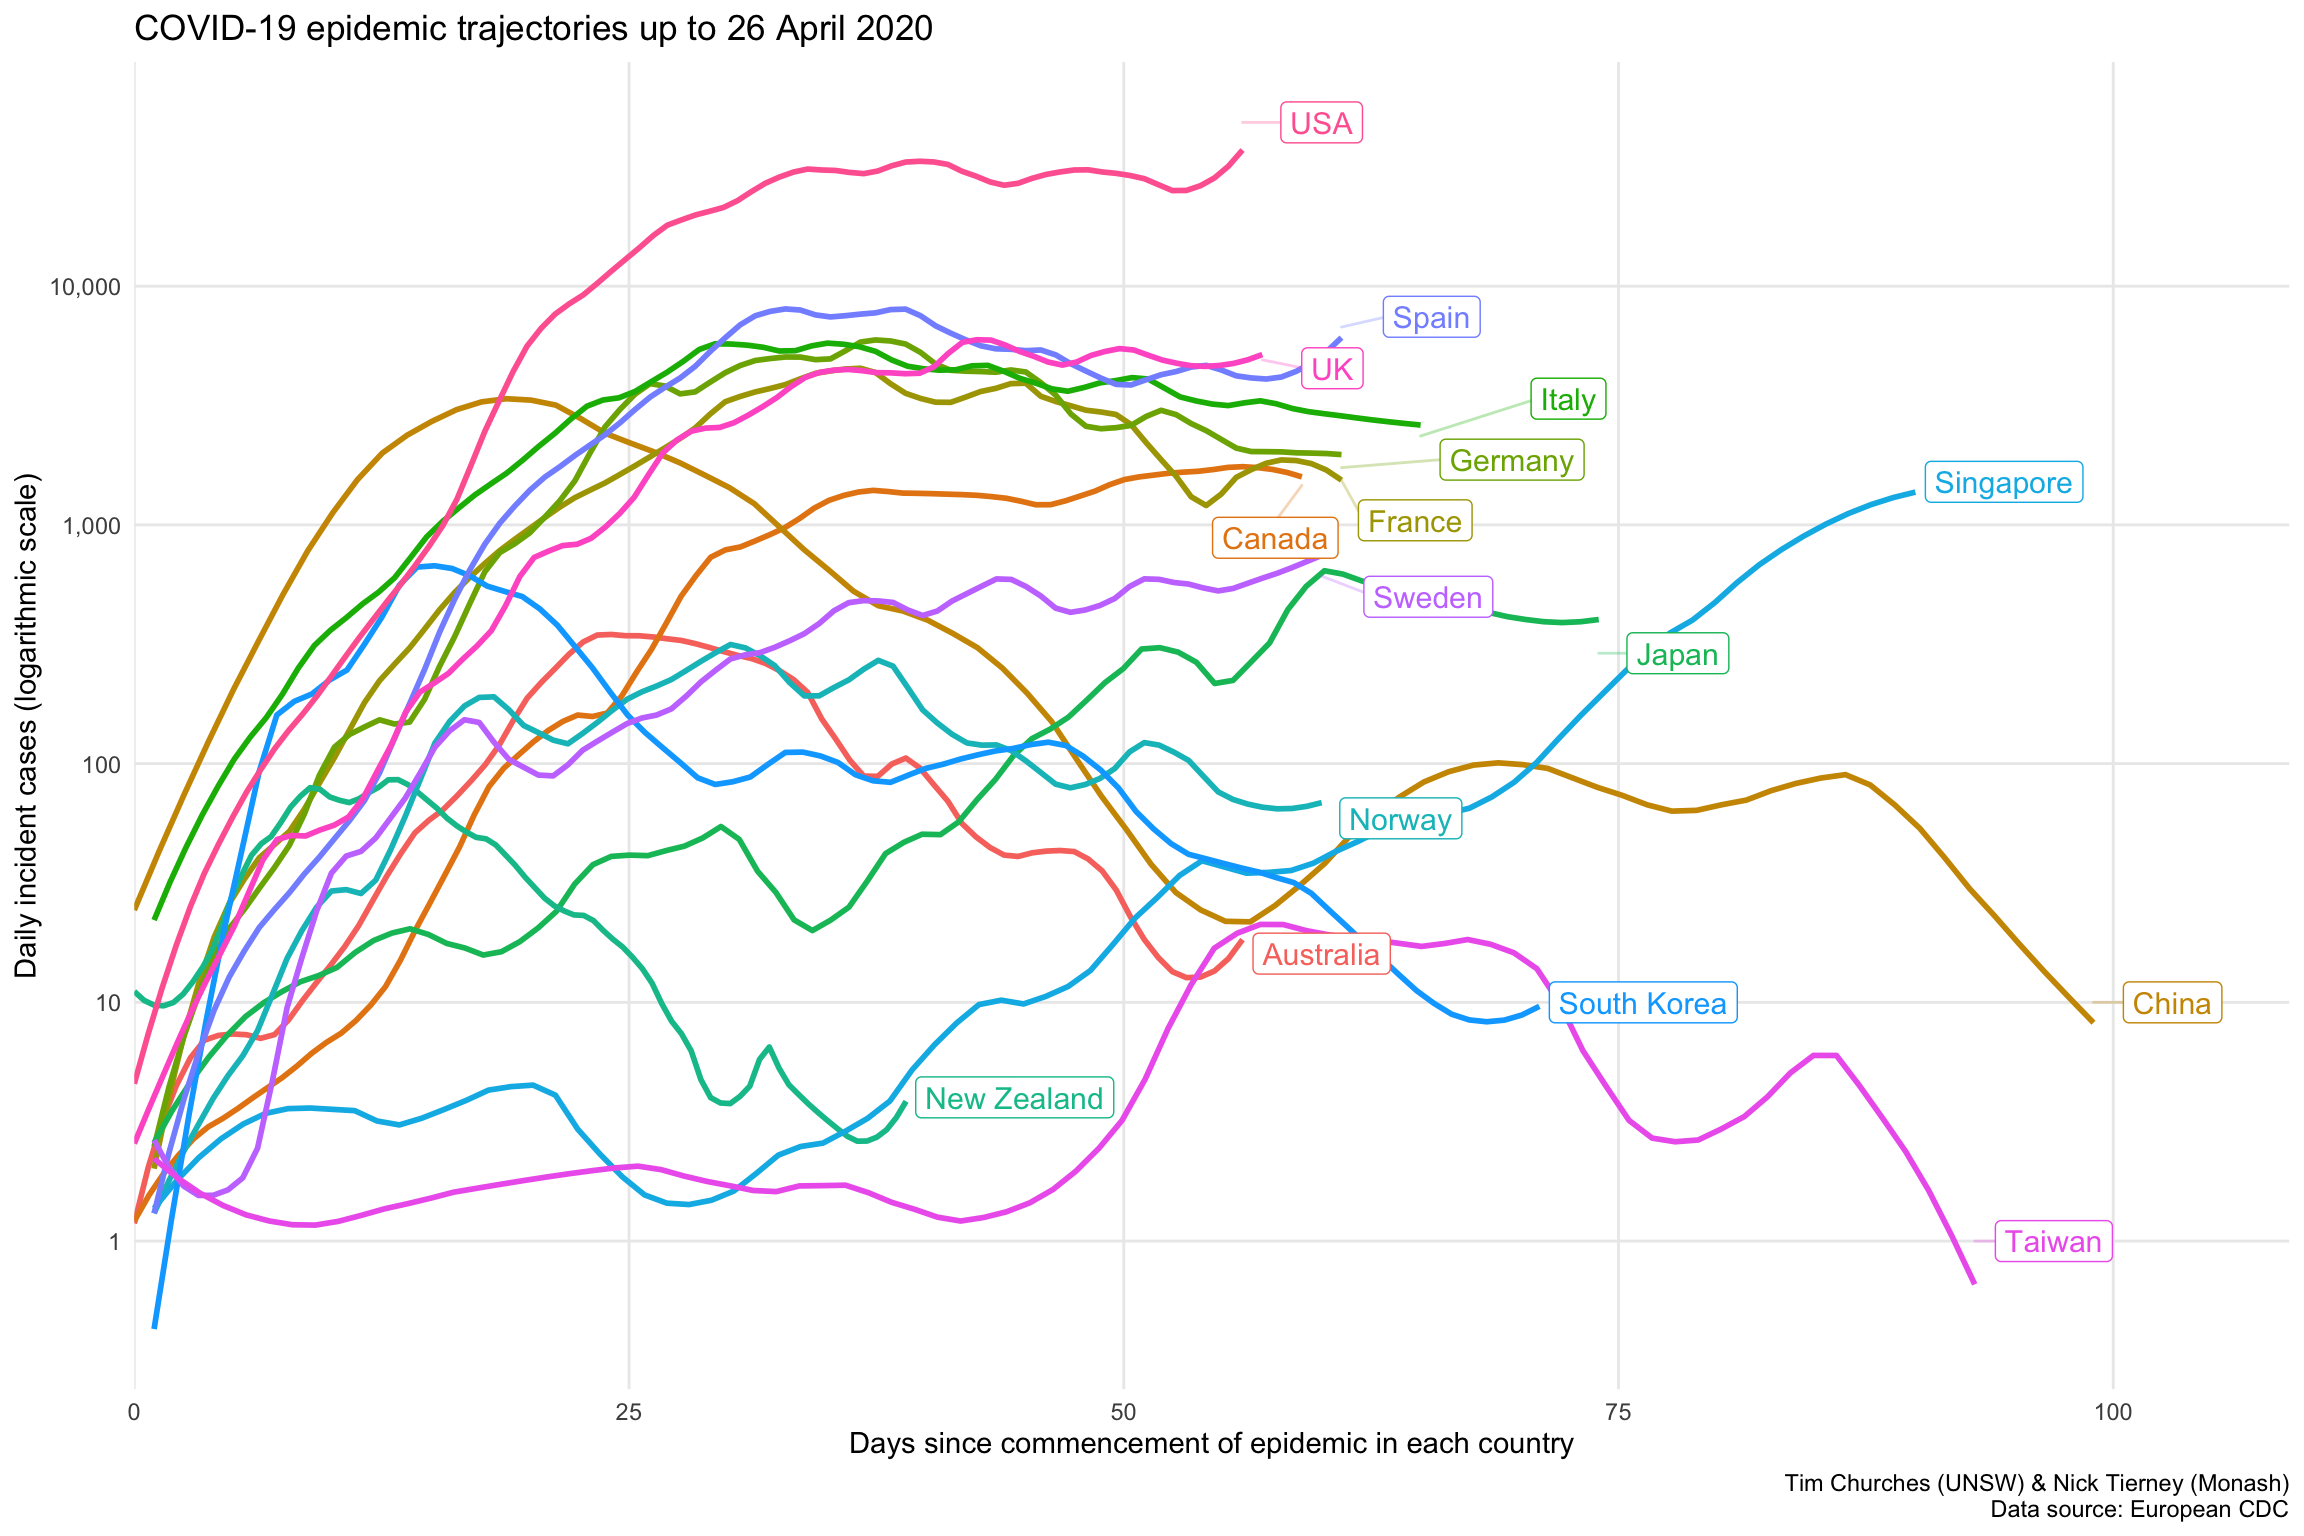 COVID-19 epidemic trajectories up to 26 April 2020
USA
10,000
Spain
UK
Italy
Germany
Singapore
France
1,000
Canada
Sweden
Japan
100
Norway
Australia
10
South Korea
China
New Zealand
1
Taiwan
Daily incident cases (logarithmic scale)
0 25 50 75 100
Days since commencement of epidemic in each country
Tim Churches (UNSW) & Nick Tierney (Monash)
Data source: European CDC